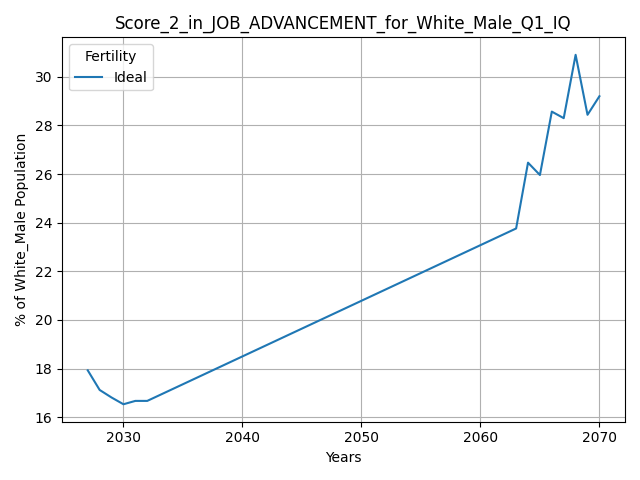 Score_2_in_JOB_ADVANCEMENT_for_White_Male_Q1_IQ
Fertility
Ideal
% of White_Male Population
30
28
26
24
22
20
18
16
2030 2040 2050 2060 2070
Years